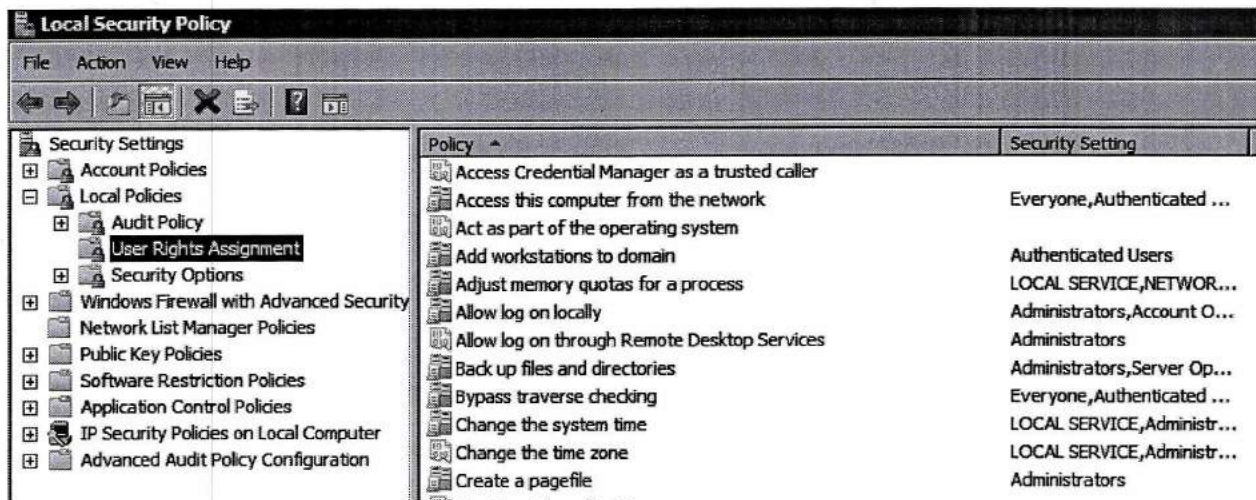 Local Security Policy
File Action View Help
Security Settings
Account Policies
Local Policies
Audit Policy
User Rights Assignment
Security Options
Windows Firewall with Advanced Security
Network List Manager Policies
Public Key Policies
Software Restriction Policies
Application Control Policies
IP Security Policies on Local Computer
Advanced Audit Policy Configuration
Policy Security Setting
Access Credential Manager as a trusted caller
Access this computer from the network Everyone,Authenticated ...
Act as part of the operating system
Add workstations to domain Authenticated Users
Adjust memory quotas for a process LOCAL SERVICE,NETWOR...
Allow log on locally Administrators,Account O...
Allow log on through Remote Desktop Services Administrators
Back up files and directories Administrators,Server Op...
Bypass traverse checking Everyone,Authenticated ...
Change the system time LOCAL SERVICE,Administr...
Change the time zone LOCAL SERVICE,Administr...
Create a pagefile Administrators